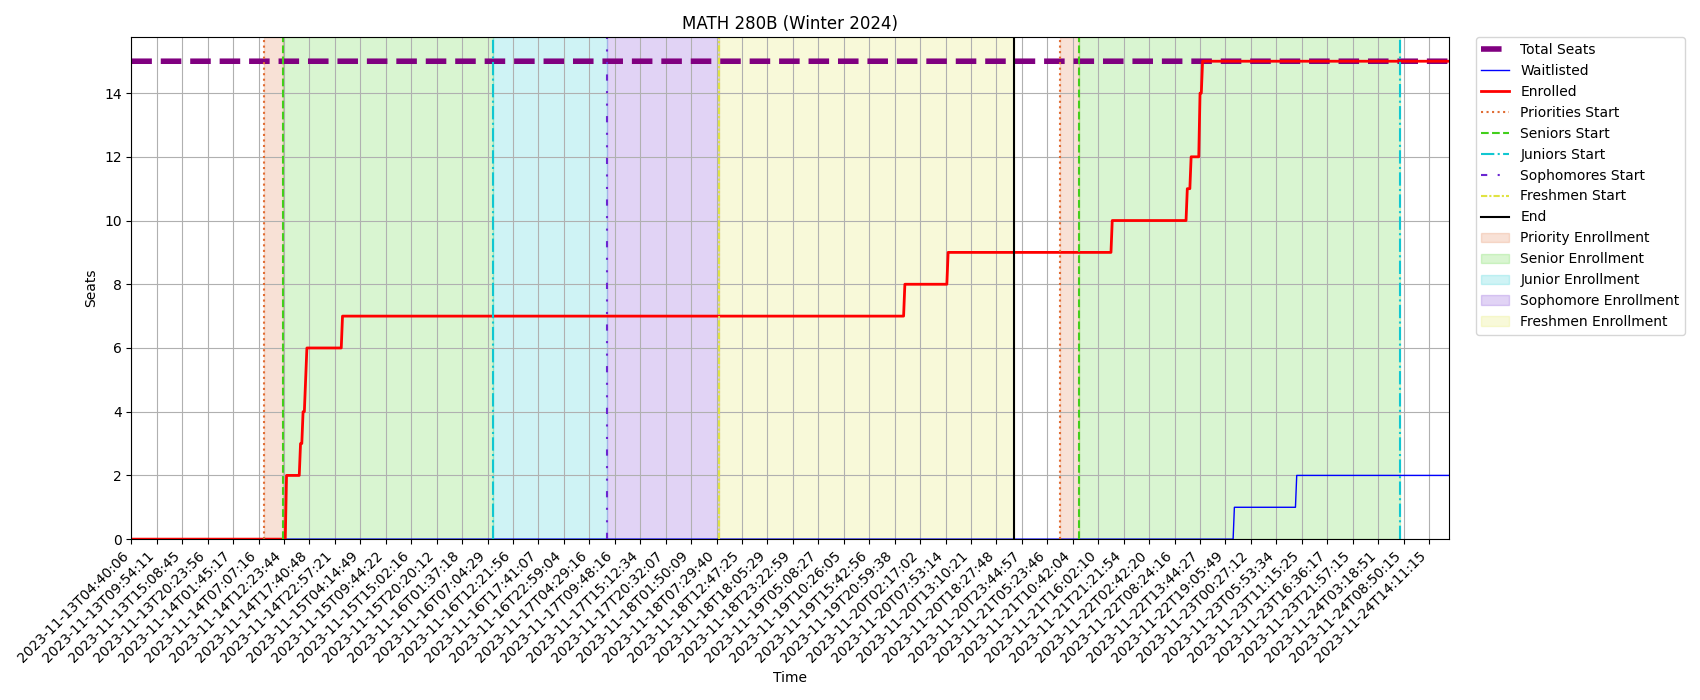 MATH 280B (Winter 2024)
Seats
14
12
10
8
6
4
2
0
2023-11-13T04:40:06
2023-11-13T09:54:11
2023-11-13T15:08:45
2023-11-13T20:23:56
2023-11-14T01:45:17
2023-11-14T07:07:16
2023-11-14T12:23:44
2023-11-14T17:40:48
2023-11-14T22:57:21
2023-11-15T04:14:49
2023-11-15T09:44:22
2023-11-15T15:02:16
2023-11-15T20:20:12
2023-11-16T01:37:18
2023-11-16T07:04:29
2023-11-16T12:21:56
2023-11-16T17:41:07
2023-11-16T22:59:04
2023-11-17T04:29:16
2023-11-17T09:48:16
2023-11-17T15:12:34
2023-11-17T20:32:07
2023-11-18T01:50:09
2023-11-18T07:29:40
2023-11-18T12:47:25
2023-11-18T18:05:29
2023-11-18T23:22:59
2023-11-19T05:08:27
2023-11-19T10:26:05
2023-11-19T15:42:56
2023-11-19T20:59:38
2023-11-20T02:17:02
2023-11-20T07:53:14
2023-11-20T13:10:21
2023-11-20T18:27:48
2023-11-20T23:44:57
2023-11-21T05:23:46
2023-11-21T10:42:04
2023-11-21T16:02:10
2023-11-21T21:21:54
2023-11-22T02:42:20
2023-11-22T08:24:16
2023-11-22T13:44:27
2023-11-22T19:05:49
2023-11-23T00:27:12
2023-11-23T05:53:34
2023-11-23T11:15:25
2023-11-23T16:36:17
2023-11-23T21:57:15
2023-11-24T03:18:51
2023-11-24T08:50:15
2023-11-24T14:11:15
Time
Total Seats
Waitlisted
Enrolled
Priorities Start
Seniors Start
Juniors Start
Sophomores Start
Freshmen Start
End
Priority Enrollment
Senior Enrollment
Junior Enrollment
Sophomore Enrollment
Freshmen Enrollment